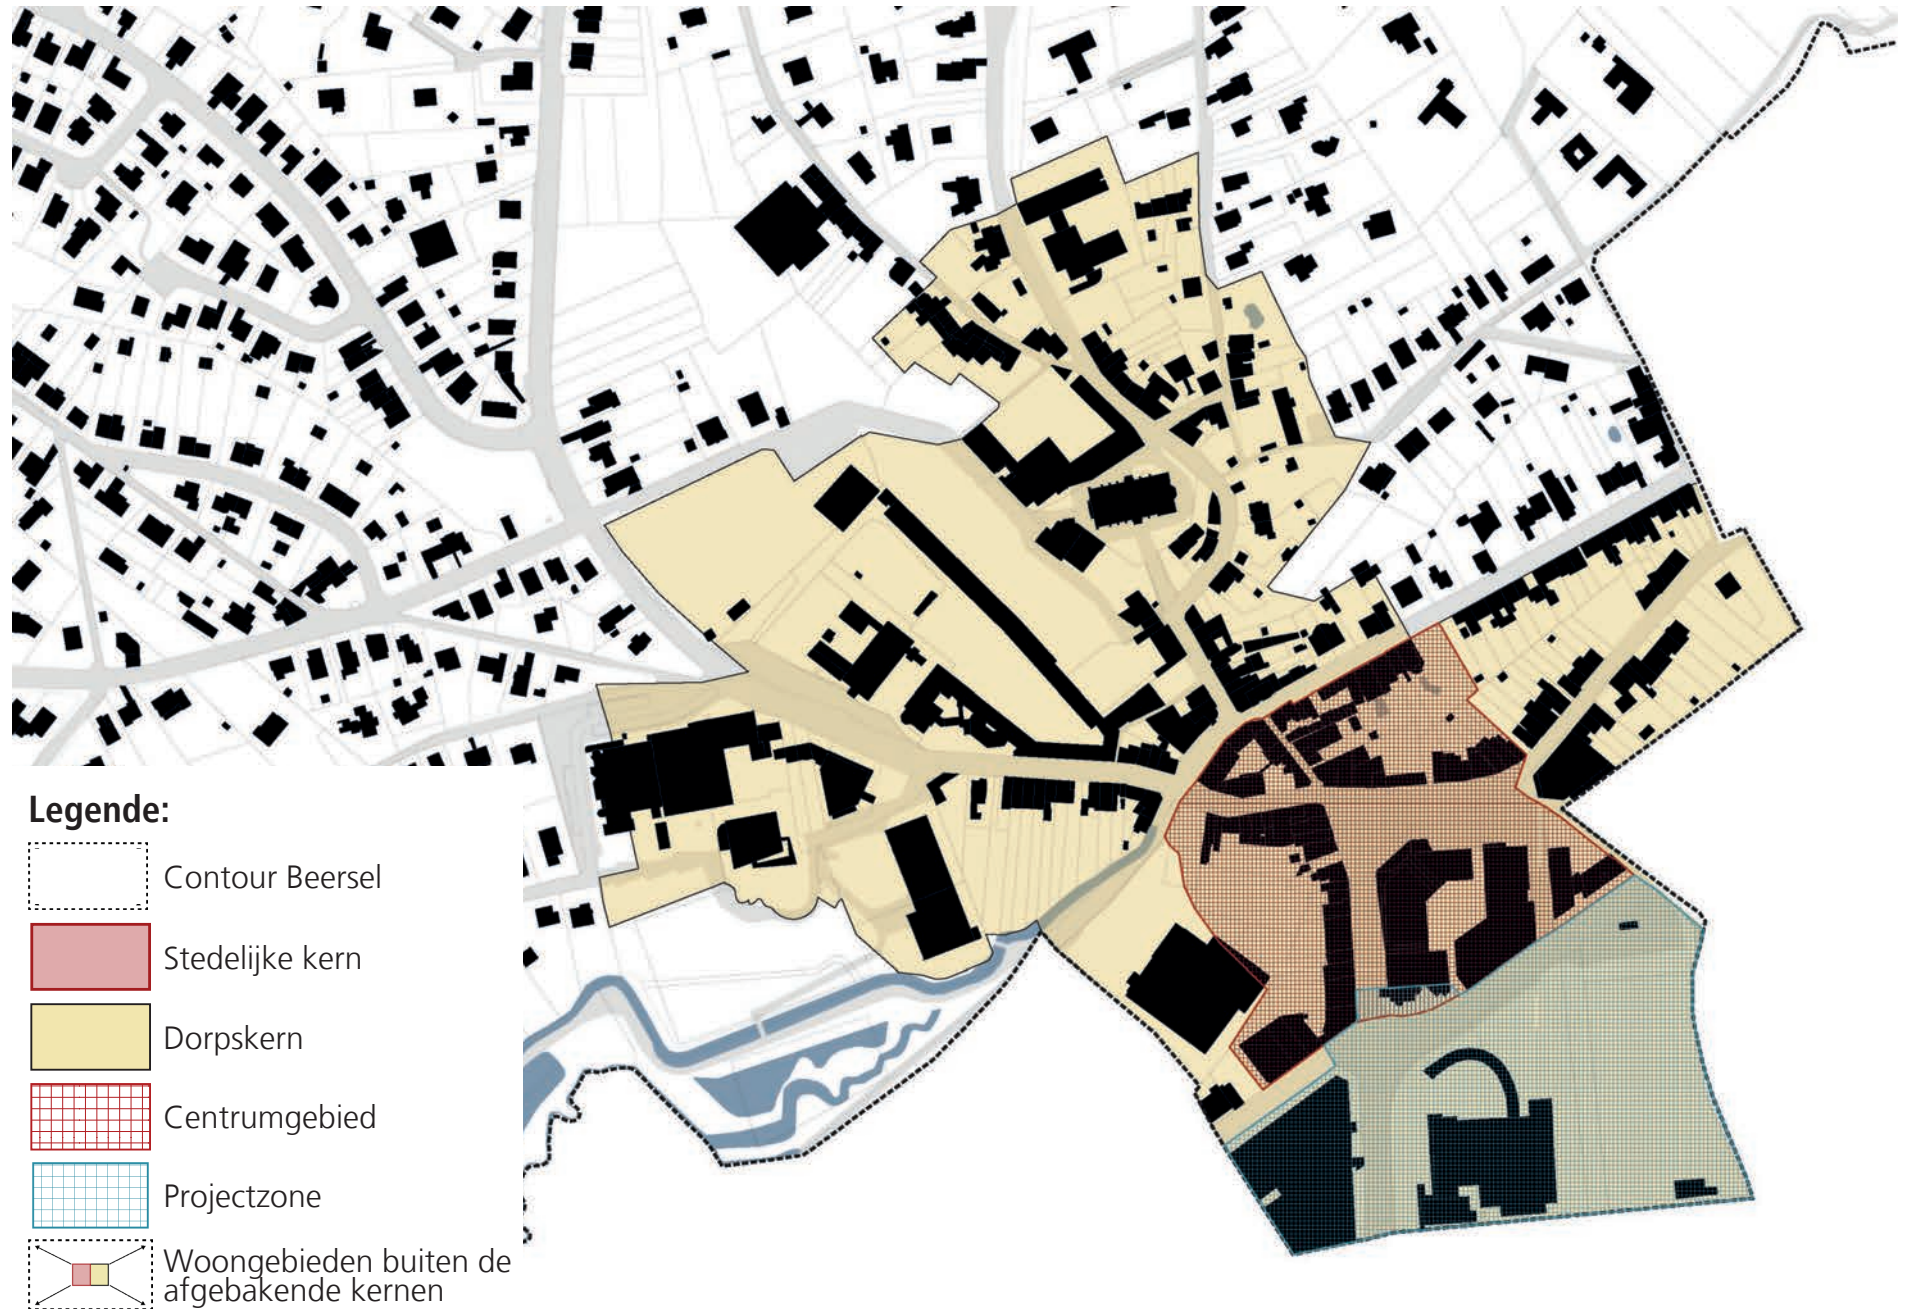 Legende:
Contour Beersel
Stedelijke kern
Dorpskern
Centrumgebied
Projectzone
Woongebieden buiten de
afgebakende kernen